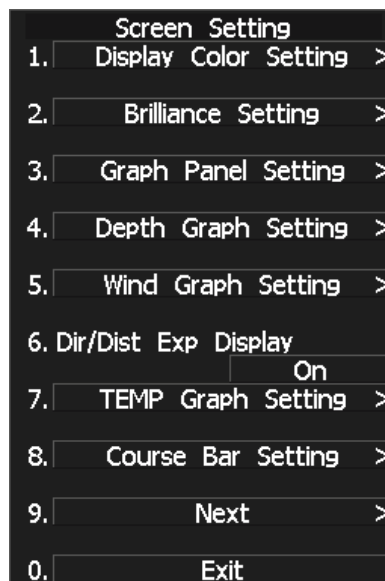 Screen Setting
1. Display Color Setting >
2. Brilliance Setting >
3. Graph Panel Setting >
4. Depth Graph Setting >
5. Wind Graph Setting >
6. Dir/Dist Exp Display
On
7. TEMP Graph Setting >
8. Course Bar Setting >
9. Next >
0. Exit